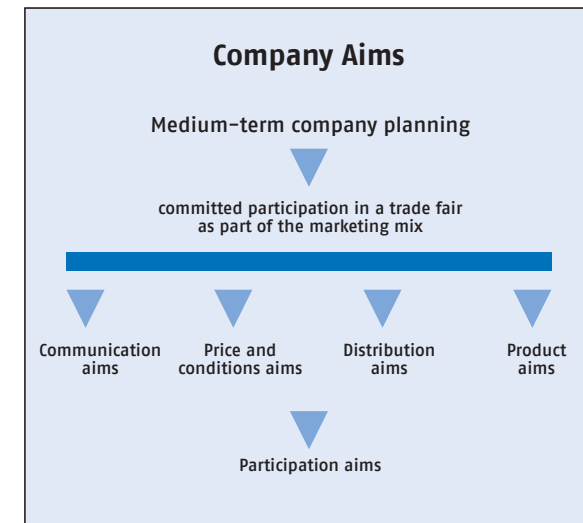 Company Aims
Medium-term company planning
committed participation in a trade fair
as part of the marketing mix
Communication
aims
Price and
conditions aims
Distribution
aims
Product
aims
Participation aims